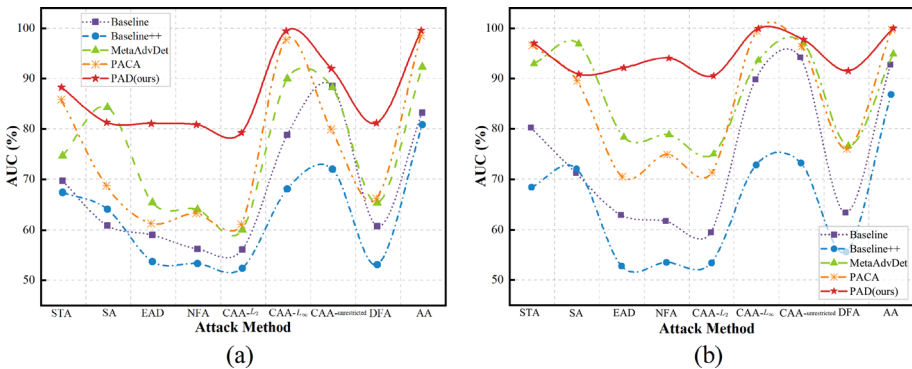 100
90
80
70
60
50
AUC (%)
Baseline
Baseline++
MetaAdvDet
PACA
PAD(ours)
STA SA EAD NFA CAA-L₂ CAA-L∞ CAA-unrestricted DFA AA
Attack Method
(a)
100
90
80
70
60
50
AUC (%)
Baseline
Baseline++
MetaAdvDet
PACA
PAD(ours)
STA SA EAD NFA CAA-L₂ CAA-L∞ CAA-unrestricted DFA AA
Attack Method
(b)